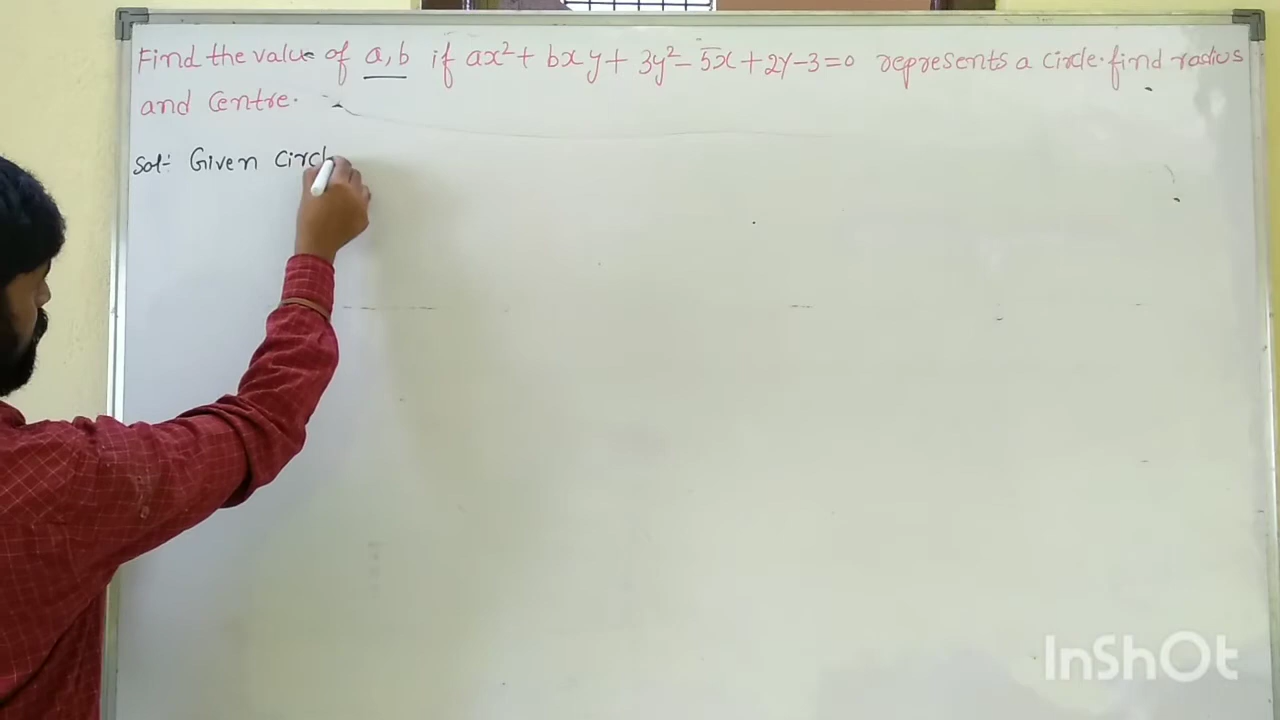 Find the value of a,b if ax²+ bxy+ 3y²- 5x+2y-3=0 represents a circle.find radius
and Centre.
Sol:- Given Circl
InShOt